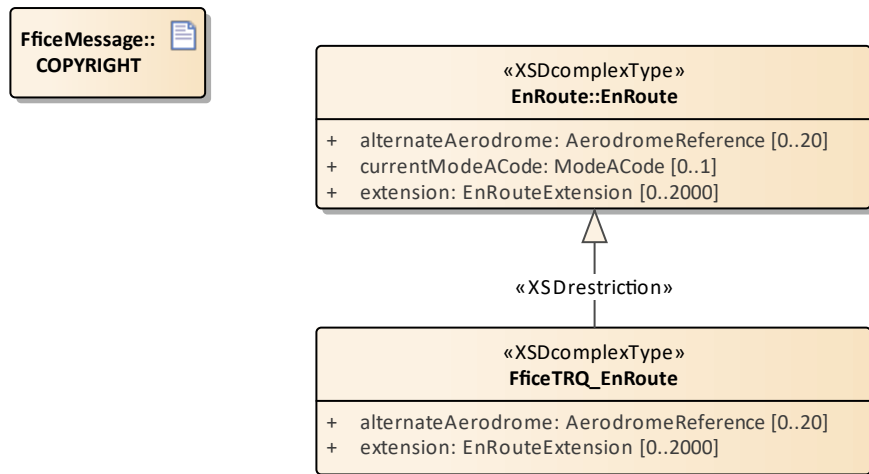 FficeMessage::
COPYRIGHT
«XSDcomplexType»
EnRoute::EnRoute
+ alternateAerodrome: AerodromeReference [0..20]
+ currentModeACode: ModeACode [0..1]
+ extension: EnRouteExtension [0..2000]
«XSDrestriction»
«XSDcomplexType»
FficeTRQ_EnRoute
+ alternateAerodrome: AerodromeReference [0..20]
+ extension: EnRouteExtension [0..2000]